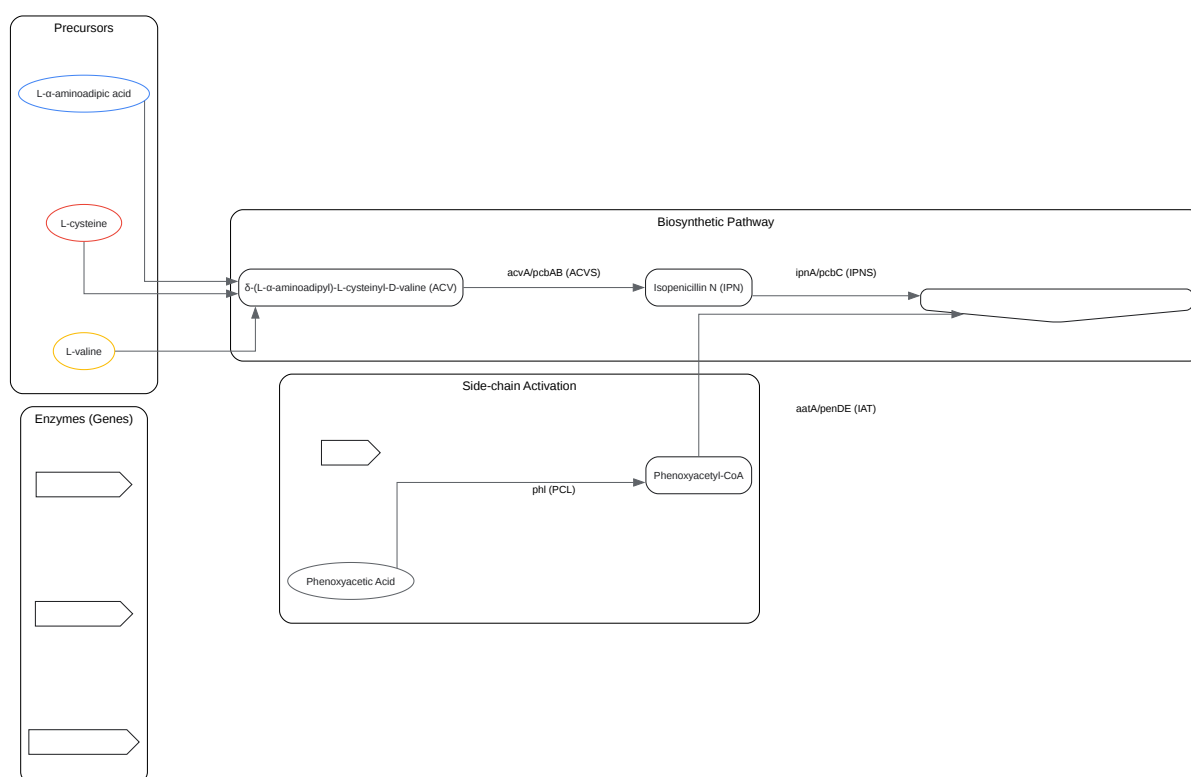 Precursors
L-α-aminoadipic acid
L-cysteine
L-valine
Biosynthetic Pathway
δ-(L-α-aminoadipyl)-L-cysteinyl-D-valine (ACV)
acvA/pcbAB (ACVS)
Isopenicillin N (IPN)
ipnA/pcbC (IPNS)
Side-chain Activation
aatA/penDE (IAT)
Phenoxyacetyl-CoA
phl (PCL)
Phenoxyacetic Acid
Enzymes (Genes)